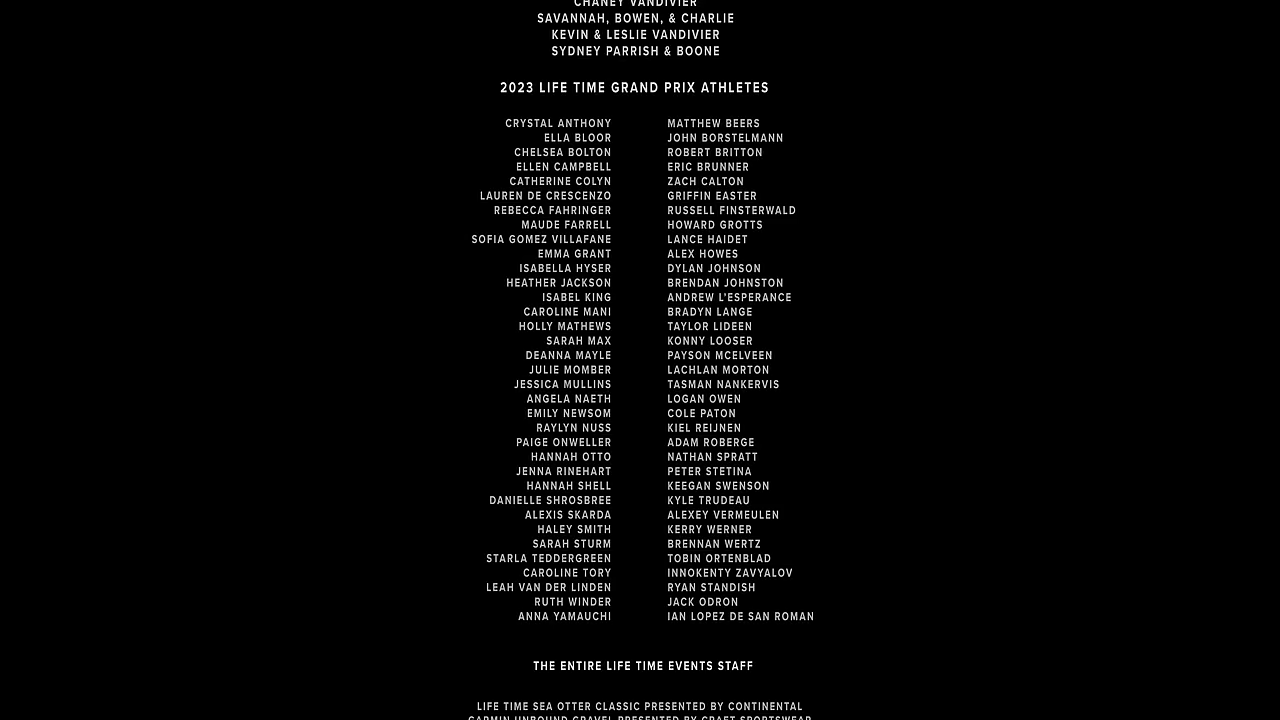 CHANEY VANDIVIER
SAVANNAH, BOWEN, & CHARLIE
KEVIN & LESLIE VANDIVIER
SYDNEY PARRISH & BOONE
2023 LIFE TIME GRAND PRIX ATHLETES
CRYSTAL ANTHONY MATTHEW BEERS
ELLA BLOOR JOHN BORSTELMANN
CHELSEA BOLTON ROBERT BRITTON
ELLEN CAMPBELL ERIC BRUNNER
CATHERINE COLYN ZACH CALTON
LAUREN DE CRESCENZO GRIFFIN EASTER
REBECCA FAHRINGER RUSSELL FINSTERWALD
MAUDE FARRELL HOWARD GROTTS
SOFIA GOMEZ VILLAFANE LANCE HAIDET
EMMA GRANT ALEX HOWES
ISABELLA HYSER DYLAN JOHNSON
HEATHER JACKSON BRENDAN JOHNSTON
ISABEL KING ANDREW L'ESPERANCE
CAROLINE MANI BRADYN LANGE
HOLLY MATHEWS TAYLOR LIDEEN
SARAH MAX KONNY LOOSER
DEANNA MAYLE PAYSON MCELVEEN
JULIE MOMBER LACHLAN MORTON
JESSICA MULLINS TASMAN NANKERVIS
ANGELA NAETH LOGAN OWEN
EMILY NEWSOM COLE PATON
RAYLYN NUSS KIEL REIJNEN
PAIGE ONWELLER ADAM ROBERGE
HANNAH OTTO NATHAN SPRATT
JENNA RINEHART PETER STETINA
HANNAH SHELL KEEGAN SWENSON
DANIELLE SHROSBREE KYLE TRUDEAU
ALEXIS SKARDA ALEXEY VERMEULEN
HALEY SMITH KERRY WERNER
SARAH STURM BRENNAN WERTZ
STARLA TEDDERGREEN TOBIN ORTENBLAD
CAROLINE TORY INNOKENTY ZAVYALOV
LEAH VAN DER LINDEN RYAN STANDISH
RUTH WINDER JACK ODRON
ANNA YAMAUCHI IAN LOPEZ DE SAN ROMAN
THE ENTIRE LIFE TIME EVENTS STAFF
LIFE TIME SEA OTTER CLASSIC PRESENTED BY CONTINENTAL
GARMIN UNBOUND GRAVEL PRESENTED BY CRAFT SPORTSWEAR